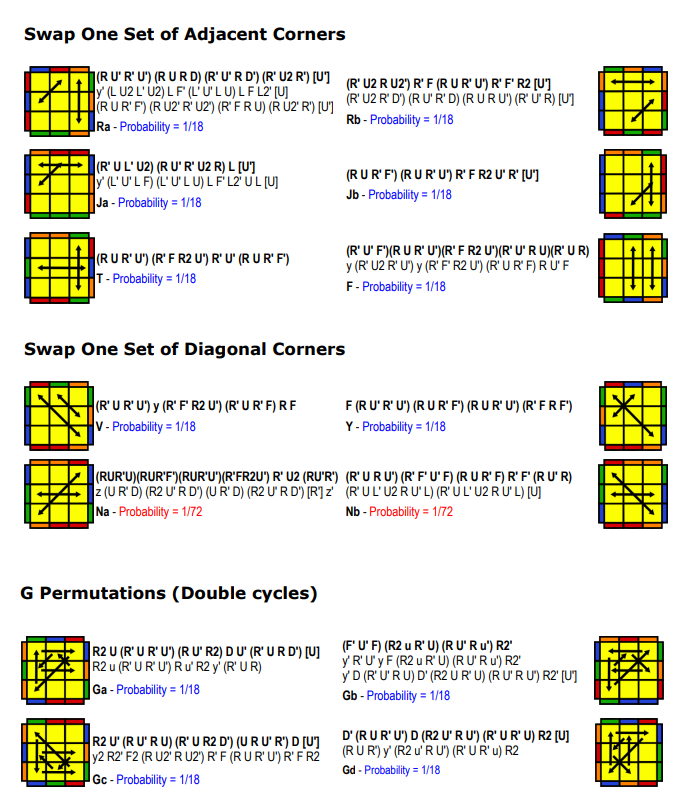 Swap One Set of Adjacent Corners
(R U' R' U') (R U R D) (R' U' R D') (R' U2 R') [U']
y' (L U2 L' U2) L F' (L' U' L U) L F L2' [U]
(R U R' F') (R U2' R' U2') (R' F R U) (R U2' R') [U']
Ra - Probability = 1/18
(R' U2 R U2') R' F (R U R' U') R' F' R2 [U']
(R' U2 R' D') (R U' R' D) (R U R U') (R' U' R) [U']
Rb - Probability = 1/18
(R' U L' U2) (R U' R' U2 R) L [U']
y' (L' U' L F) (L' U' L U) L F' L2' U L [U]
Ja - Probability = 1/18
(R U R' F') (R U R' U') R' F R2 U' R' [U']
Jb - Probability = 1/18
(R U R' U') (R' F R2 U') R' U' (R U R' F')
T - Probability = 1/18
(R' U' F')(R U R' U')(R' F R2 U')(R' U' R U)(R' U R)
y (R' U2 R' U') y (R' F' R2 U') (R' U R' F) R U' F
F - Probability = 1/18
Swap One Set of Diagonal Corners
(R' U R' U') y (R' F' R2 U') (R' U R' F) R F
V - Probability = 1/18
F (R U' R' U') (R U R' F') (R U R' U') (R' F R F')
Y - Probability = 1/18
(RUR'U)(RUR'F')(RUR'U')(R'FR2U') R' U2 (RU'R')
z (U R' D) (R2 U' R D') (U R' D) (R2 U' R D') [R'] z'
Na - Probability = 1/72
(R' U R U') (R' F' U' F) (R U R' F) R' F' (R U' R)
(R' U L' U2 R U' L) (R' U L' U2 R U' L) [U]
Nb - Probability = 1/72
G Permutations (Double cycles)
R2 U (R' U R' U') (R U' R2) D U' (R' U R D') [U]
R2 u (R' U R' U') R u' R2 y' (R' U R)
Ga - Probability = 1/18
(F' U' F) (R2 u R' U) (R U' R u') R2'
y' R' U' y F (R2 u R' U) (R U' R u') R2'
y' D (R' U' R U) D' (R2 U R' U) (R U' R U') R2' [U']
Gb - Probability = 1/18
R2 U' (R U' R U) (R' U R2 D') (U R U' R') D [U']
y2 R2' F2 (R U2' R U2') R' F (R U R' U') R' F R2
Gc - Probability = 1/18
D' (R U R' U') D (R2 U' R U') (R' U R' U) R2 [U]
(R U R') y' (R2 u' R U') (R' U R' u) R2
Gd - Probability = 1/18